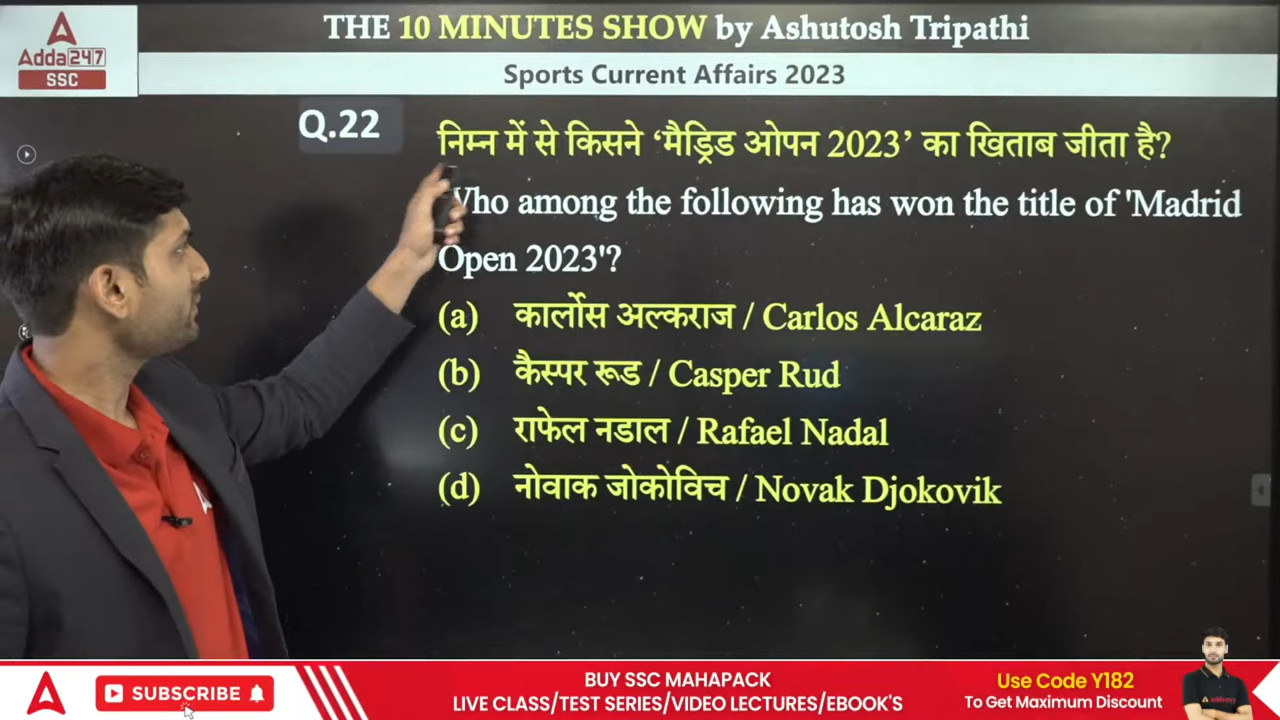 THE 10 MINUTES SHOW by Ashutosh Tripathi
Adda247
SSC
Sports Current Affairs 2023
Q.22
निम्न में से किसने ‘मैड्रिड ओपन 2023’ का खिताब जीता है?
Who among the following has won the title of 'Madrid
Open 2023'?
(a) कार्लोस अल्कराज / Carlos Alcaraz
(b) कैस्पर रूड / Casper Rud
(c) राफेल नडाल / Rafael Nadal
(d) नोवाक जोकोविच / Novak Djokovik
SUBSCRIBE
BUY SSC MAHAPACK
LIVE CLASS/TEST SERIES/VIDEO LECTURES/EBOOK'S
Use Code Y182
To Get Maximum Discount